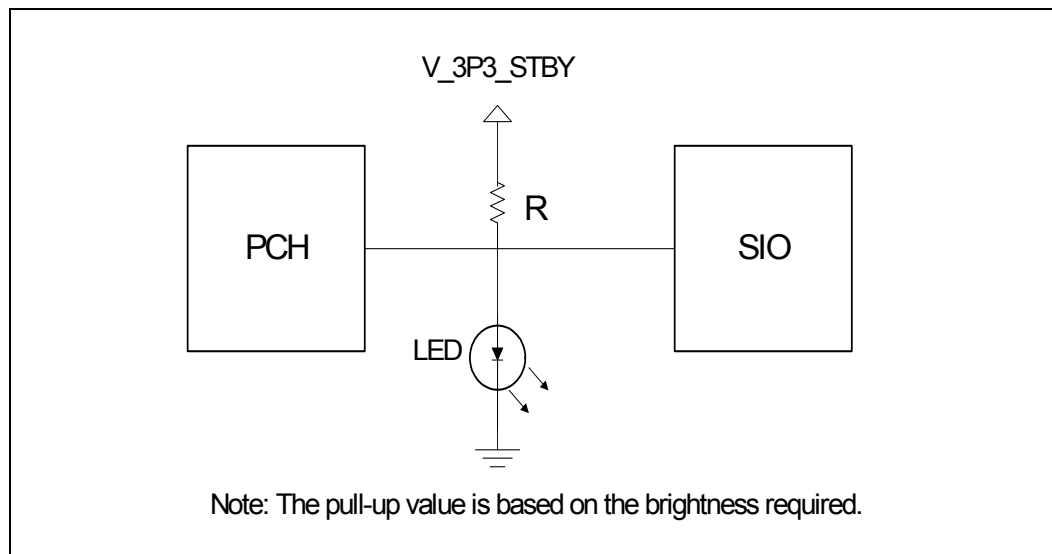 V_3P3_STBY
R
PCH
SIO
LED
Note: The pull-up value is based on the brightness required.